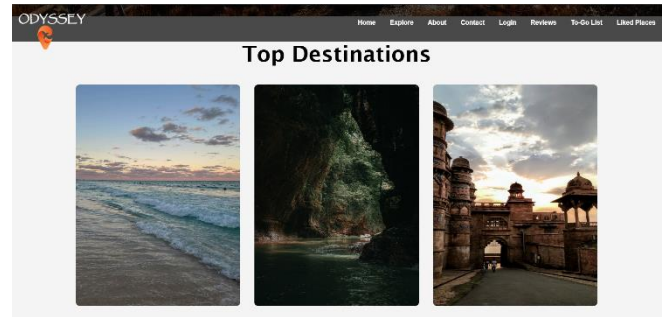 ODYSSEY
Home Explore About Contact Login Reviews To-Go List Liked Places
Top Destinations